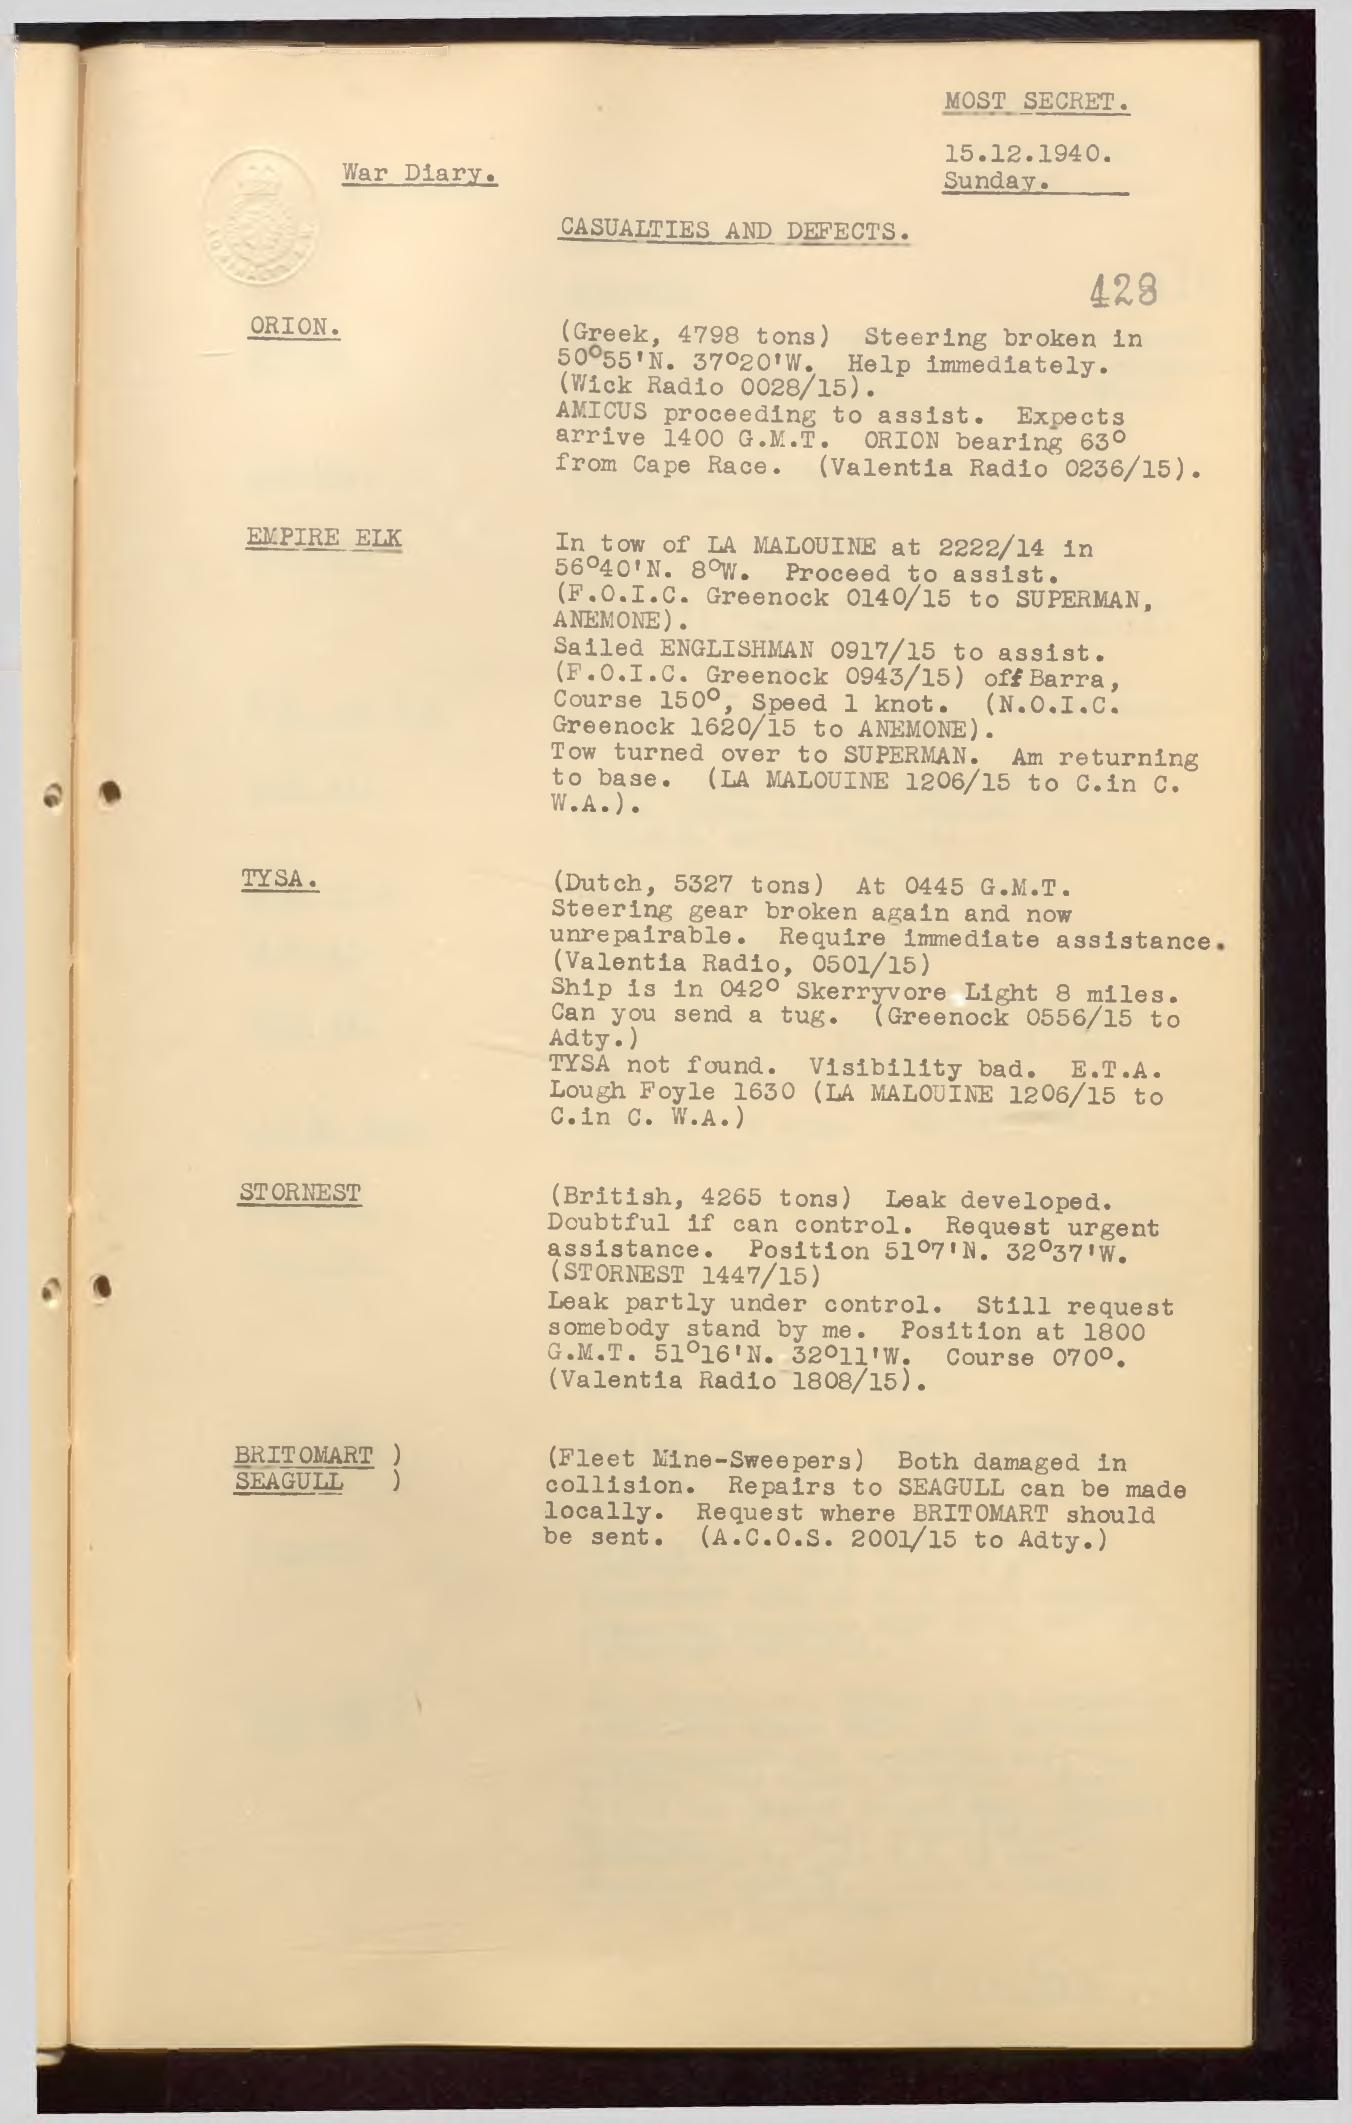 MOST SECRET.
15.12.1940.
War Diary.
Sunday.
CASUALTIES AND DEFECTS.
428
ORION.
(Greek, 4798 tons) Steering broken in
50°55'N. 37°20'W. Help immediately.
(Wick Radio 0028/15).
AMICUS proceeding to assist. Expects
arrive 1400 G.M.T. ORION bearing 63°
from Cape Race. (Valentia Radio 0236/15).
EMPIRE ELK
In tow of LA MALOUINE at 2222/14 in
56°40'N. 8°W. Proceed to assist.
(F.O.I.C. Greenock 0140/15 to SUPERMAN,
ANEMONE).
Sailed ENGLISHMAN 0917/15 to assist.
(F.O.I.C. Greenock 0943/15) off Barra,
Course 150°, Speed 1 knot. (N.O.I.C.
Greenock 1620/15 to ANEMONE).
Tow turned over to SUPERMAN. Am returning
to base. (LA MALOUINE 1206/15 to C.in C.
W.A.).
TYSA.
(Dutch, 5327 tons) At 0445 G.M.T.
Steering gear broken again and now
unrepairable. Require immediate assistance.
(Valentia Radio, 0501/15)
Ship is in 042° Skerryvore Light 8 miles.
Can you send a tug. (Greenock 0556/15 to
Adty.)
TYSA not found. Visibility bad. E.T.A.
Lough Foyle 1630 (LA MALOUINE 1206/15 to
C.in C. W.A.)
STORNEST
(British, 4265 tons) Leak developed.
Doubtful if can control. Request urgent
assistance. Position 51°7'N. 32°37'W.
(STORNEST 1447/15)
Leak partly under control. Still request
somebody stand by me. Position at 1800
G.M.T. 51°16'N. 32°11'W. Course 070°.
(Valentia Radio 1808/15).
BRITOMART )
SEAGULL )
(Fleet Mine-Sweepers) Both damaged in
collision. Repairs to SEAGULL can be made
locally. Request where BRITOMART should
be sent. (A.C.O.S. 2001/15 to Adty.)